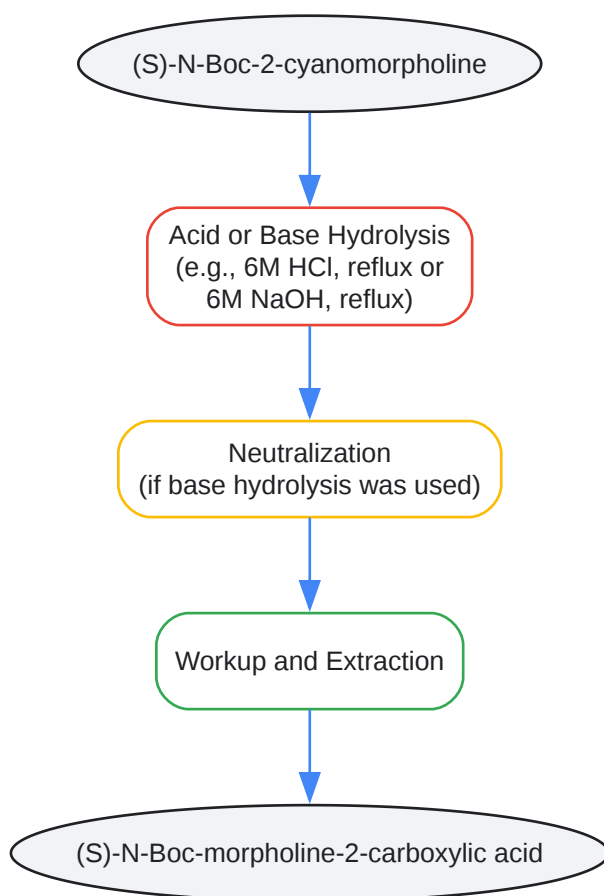 (S)-N-Boc-2-cyanomorpholine
Acid or Base Hydrolysis
(e.g., 6M HCl, reflux or
6M NaOH, reflux)
Neutralization
(if base hydrolysis was used)
Workup and Extraction
(S)-N-Boc-morpholine-2-carboxylic acid